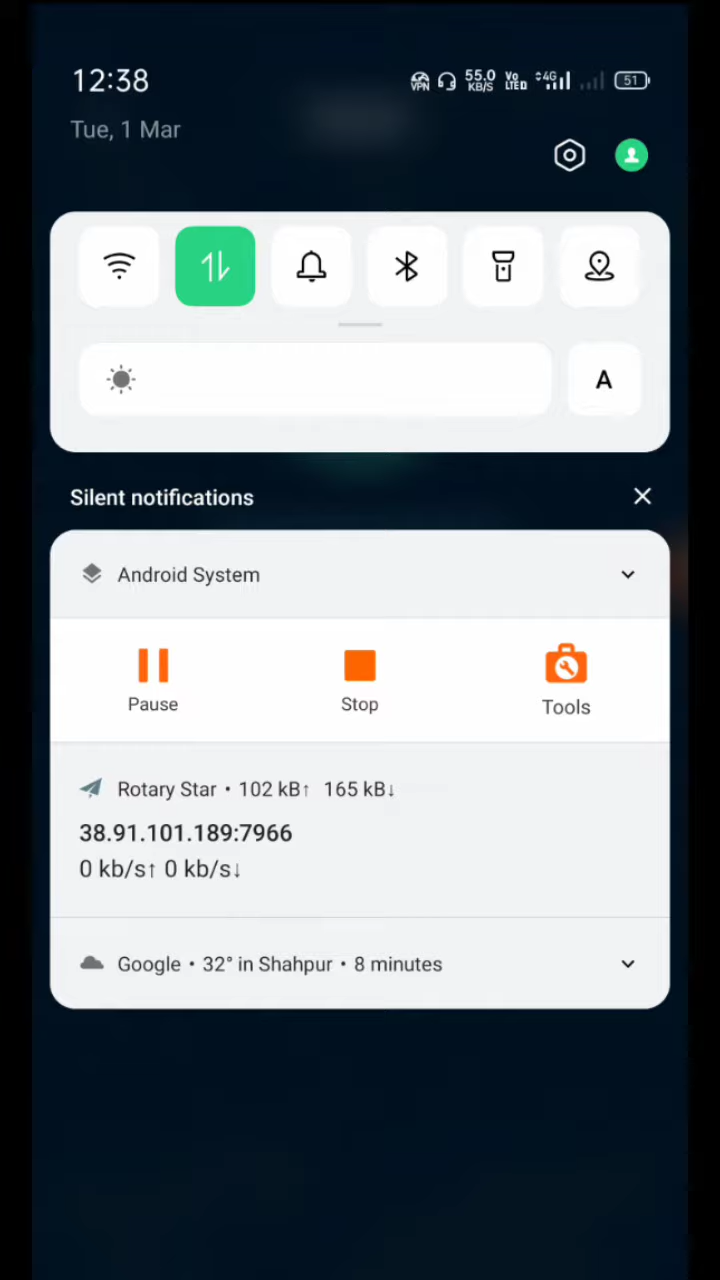 12:38
VPN 55.0 KB/S Vo LTE 4G 51
Tue, 1 Mar
A
Silent notifications
Android System
Pause Stop Tools
Rotary Star • 102 kB↑ 165 kB↓
38.91.101.189:7966
0 kb/s↑ 0 kb/s↓
Google • 32° in Shahpur • 8 minutes